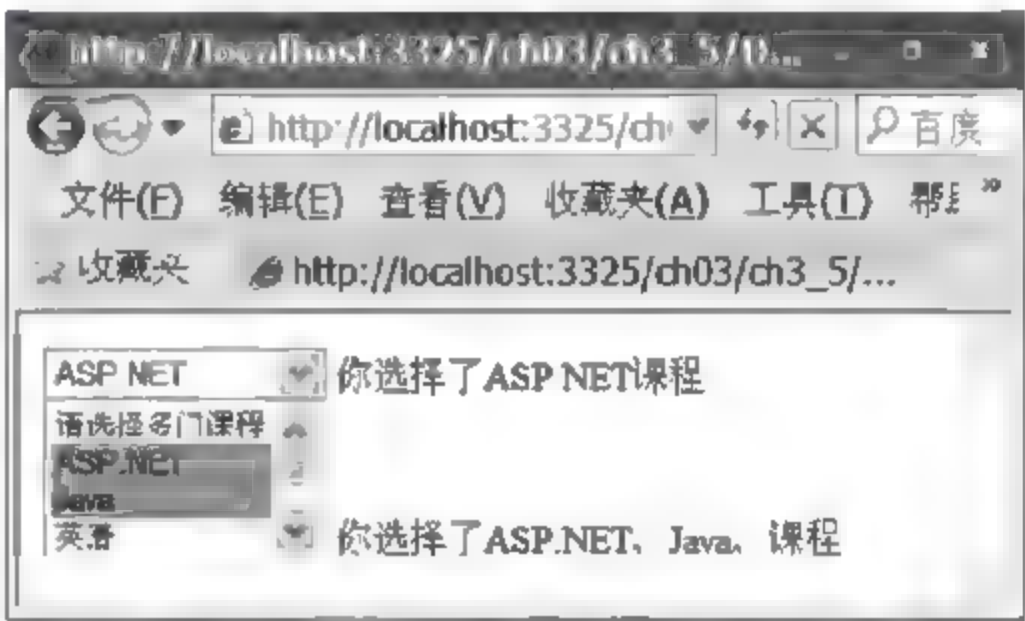 http://localhost:3325/ch03/ch3_5/D...
http://localhost:3325/ch 百度
文件(F) 编辑(E) 查看(V) 收藏夹(A) 工具(T) »
收藏夹 http://localhost:3325/ch03/ch3_5/...
ASP NET 你选择了ASP NET课程
请选择多门课程
ASP.NET
Java
英语 你选择了ASP.NET、Java、课程